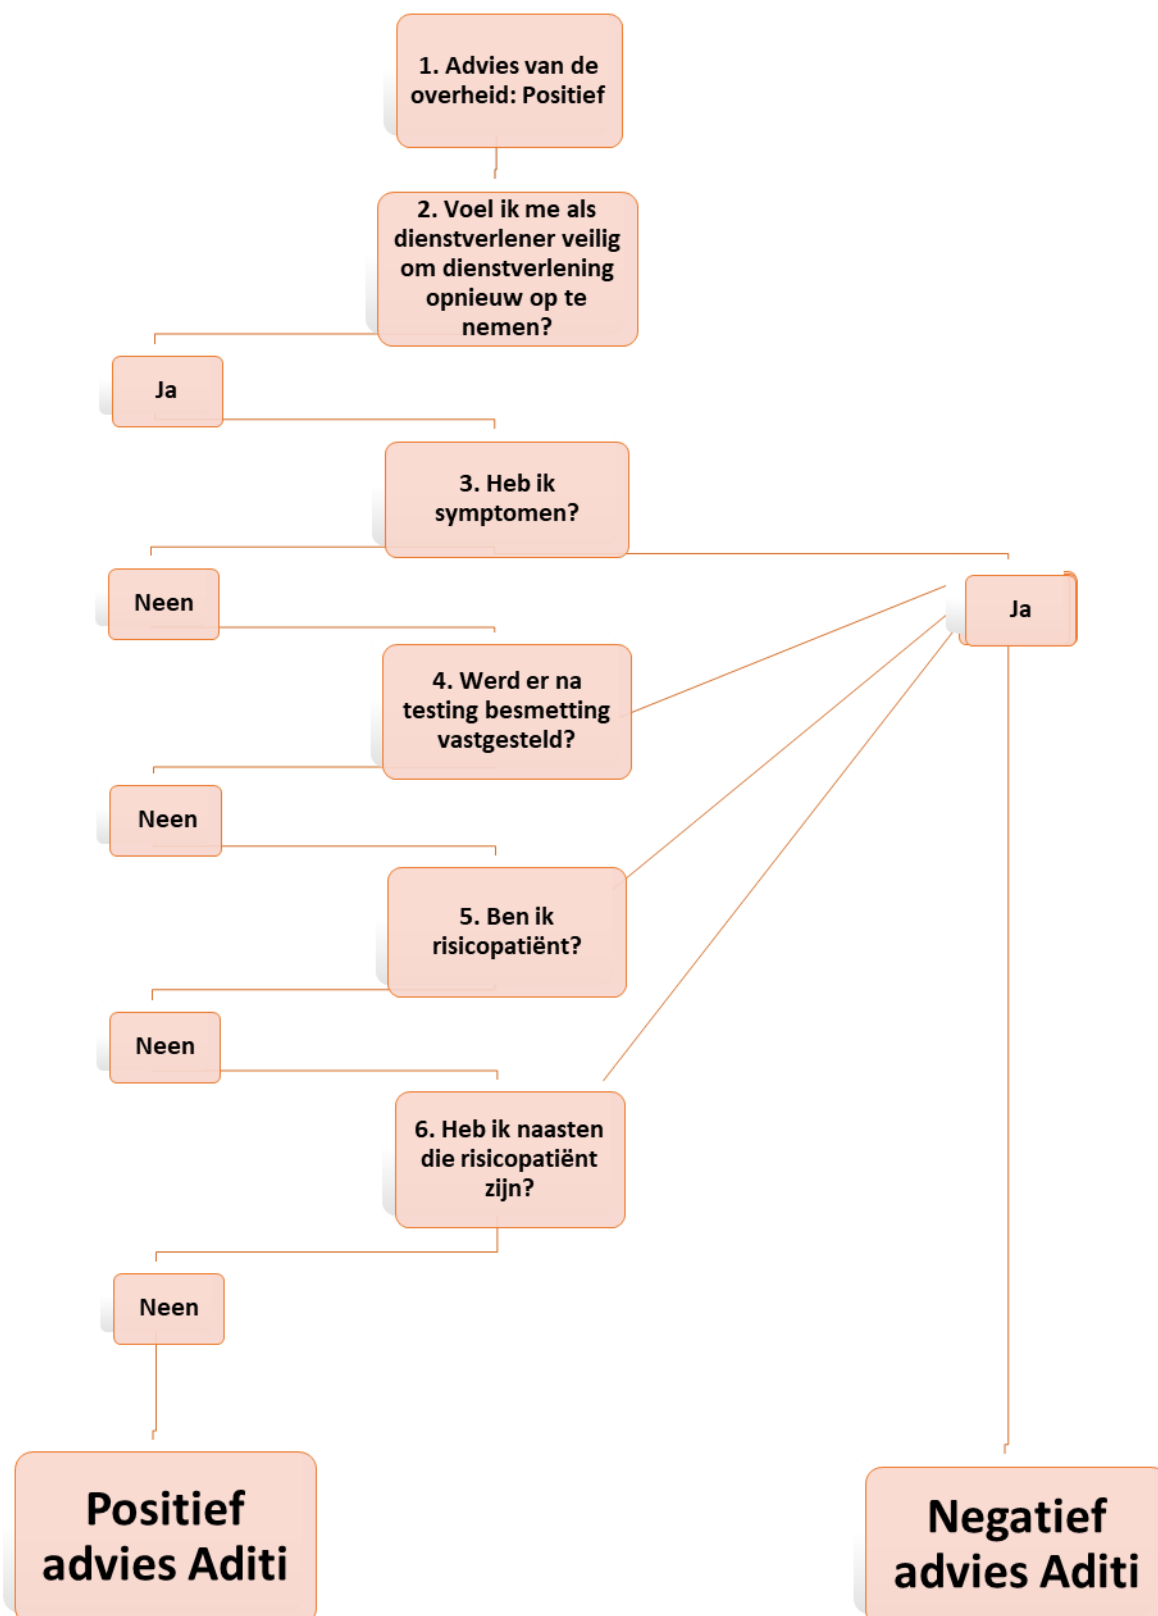 1. Advies van de
overheid: Positief
2. Voel ik me als
dienstverlener veilig
om dienstverlening
opnieuw op te
nemen?
Ja
3. Heb ik
symptomen?
Neen
Ja
4. Werd er na
testing besmetting
vastgesteld?
Neen
5. Ben ik
risicopatiënt?
Neen
6. Heb ik naasten
die risicopatiënt
zijn?
Neen
Positief
advies Aditi
Negatief
advies Aditi